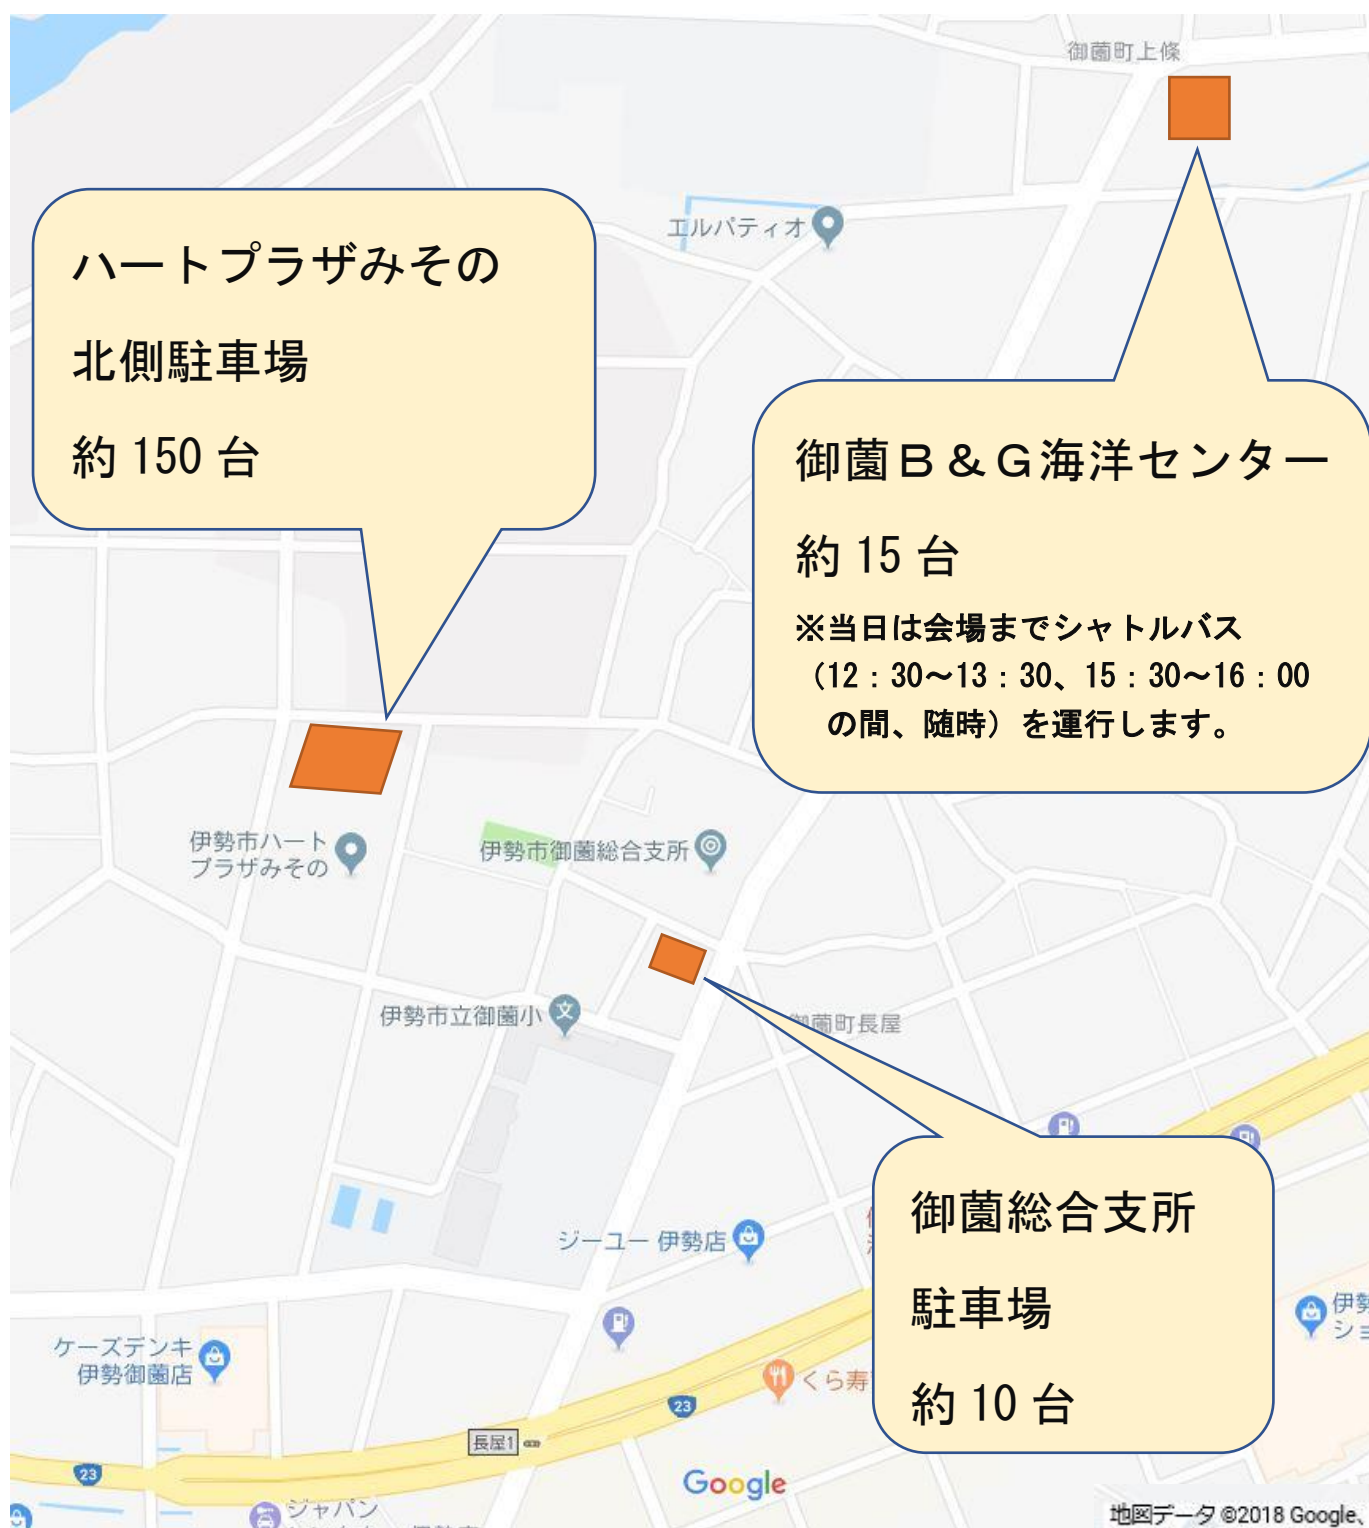 御薗町上條
エルパティオ
ハートプラザみその
北側駐車場
約 150 台
御薗Ｂ＆Ｇ海洋センター
約 15 台
※当日は会場までシャトルバス
（12：30～13：30、15：30～16：00
の間、随時）を運行します。
伊勢市ハート
プラザみその
伊勢市御薗総合支所
伊勢市立御薗小
文
御薗町長屋
御薗総合支所
駐車場
約 10 台
ジーユー 伊勢店
ケーズデンキ
伊勢御薗店
くら寿
伊勢
ショ
23
長屋1
23
Google
ジャパン
地図データ ©2018 Google、